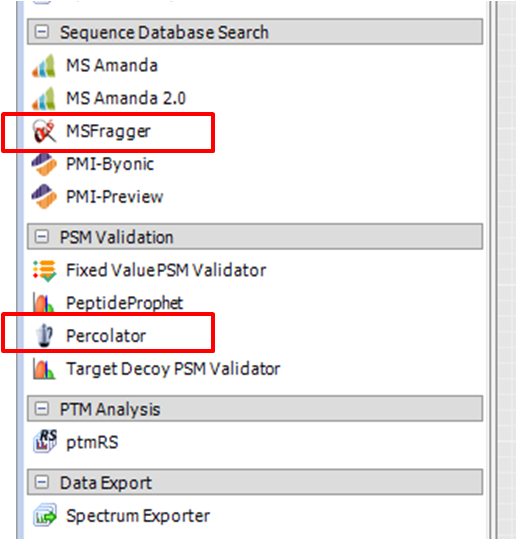 Sequence Database Search
MS Amanda
MS Amanda 2.0
MSFragger
PMI-Byonic
PMI-Preview
PSM Validation
Fixed Value PSM Validator
PeptideProphet
Percolator
Target Decoy PSM Validator
PTM Analysis
RS
ptmRS
Data Export
Spectrum Exporter